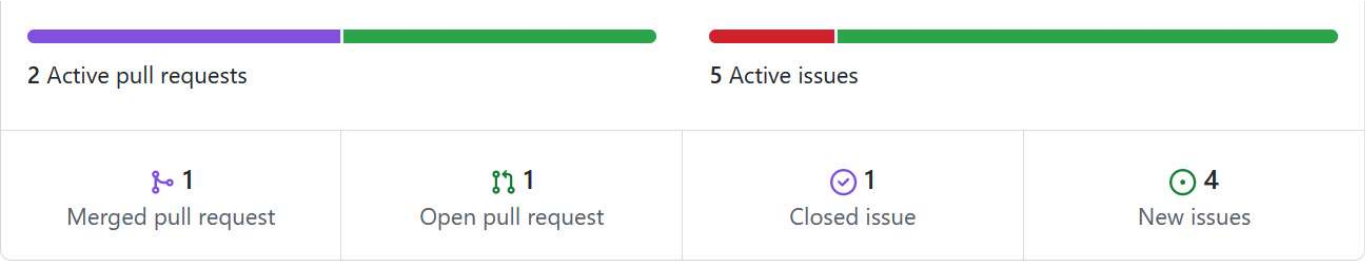 2 Active pull requests
5 Active issues
1
Merged pull request
1
Open pull request
1
Closed issue
4
New issues